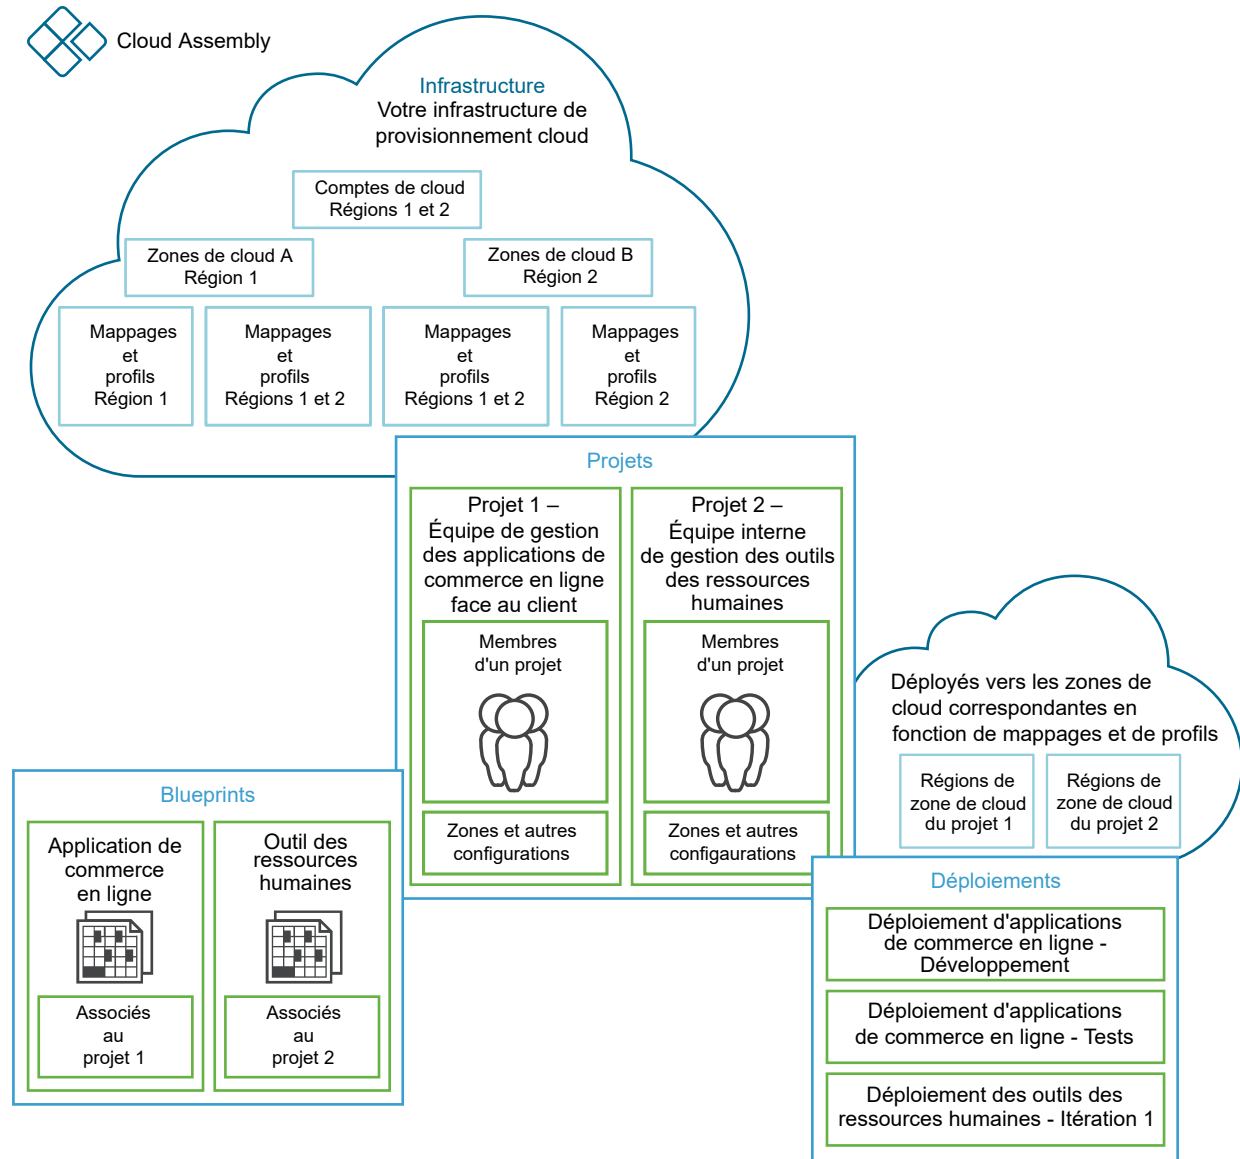 Cloud Assembly
Infrastructure
Votre infrastructure de
provisionnement cloud
Comptes de cloud
Régions 1 et 2
Zones de cloud A
Région 1
Zones de cloud B
Région 2
Mappages
et
profils
Région 1
Mappages
et
profils
Régions 1 et 2
Mappages
et
profils
Régions 1 et 2
Mappages
et
profils
Région 2
Projets
Projet 1 –
Équipe de gestion
des applications de
commerce en ligne
face au client
Membres
d'un projet
Zones et autres
configurations
Projet 2 –
Équipe interne
de gestion des outils
des ressources
humaines
Membres
d'un projet
Zones et autres
configaurations
Déployés vers les zones de
cloud correspondantes en
fonction de mappages et de profils
Régions de
zone de cloud
du projet 1
Régions de
zone de cloud
du projet 2
Blueprints
Application de
commerce
en ligne
Associés
au
projet 1
Outil des
ressources
humaines
Associés
au
projet 2
Déploiements
Déploiement d'applications
de commerce en ligne -
Développement
Déploiement d'applications
de commerce en ligne - Tests
Déploiement des outils des
ressources humaines - Itération 1